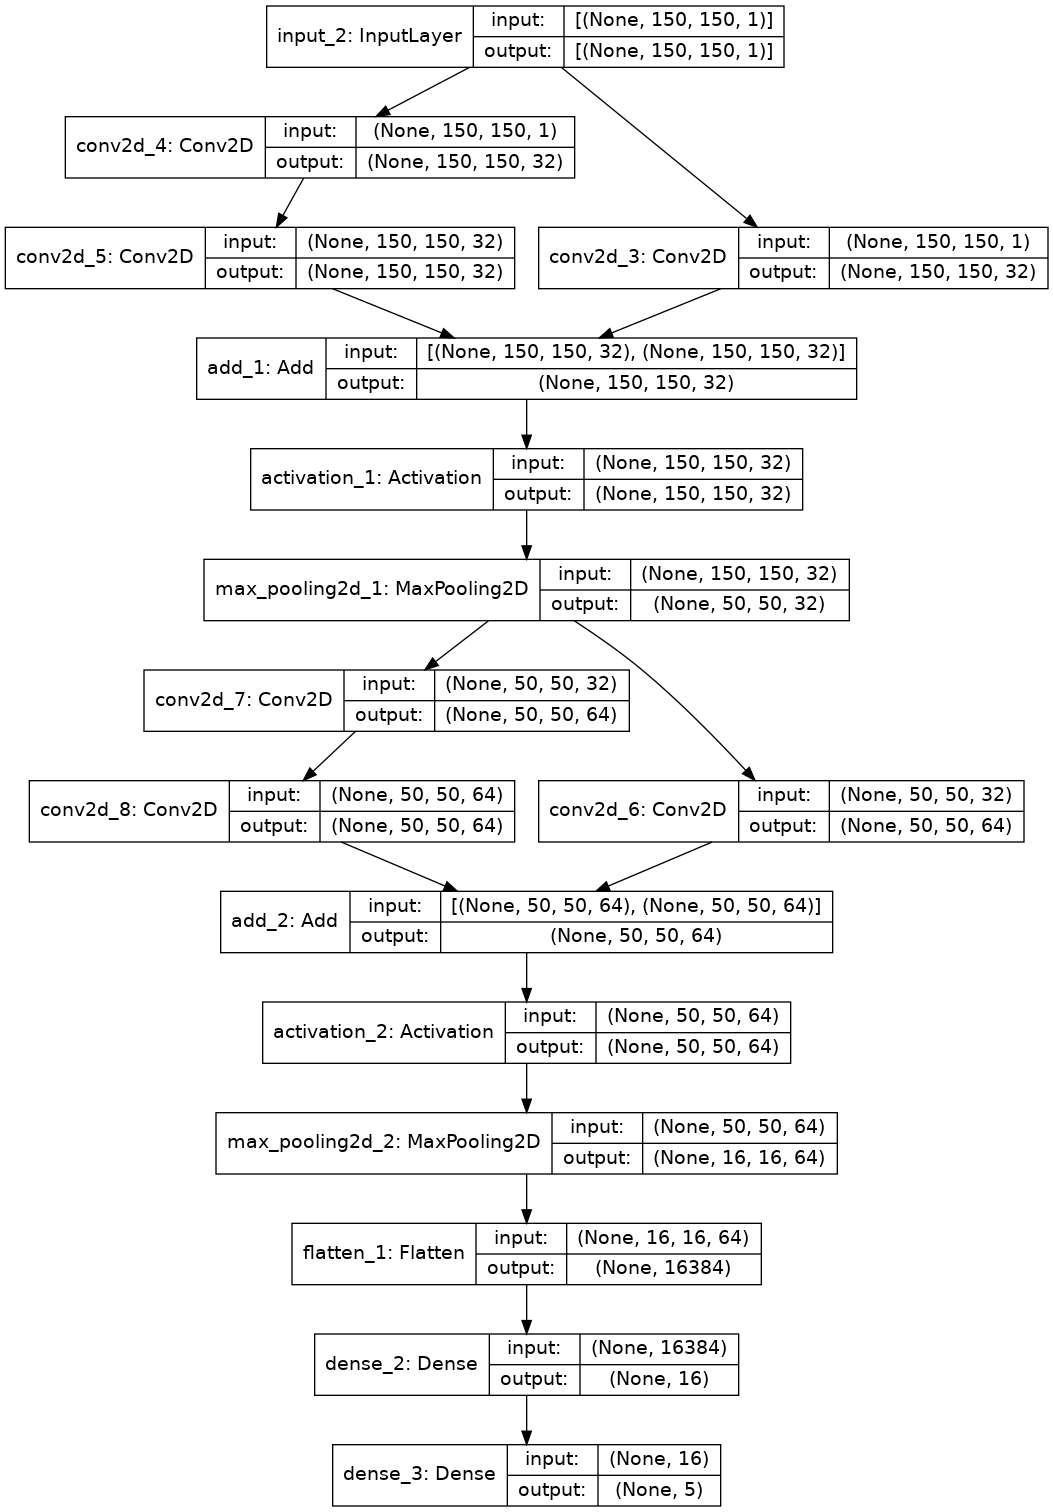 input_2: InputLayer
input: [(None, 150, 150, 1)]
output: [(None, 150, 150, 1)]
conv2d_4: Conv2D
input: (None, 150, 150, 1)
output: (None, 150, 150, 32)
conv2d_5: Conv2D
input: (None, 150, 150, 32)
output: (None, 150, 150, 32)
conv2d_3: Conv2D
input: (None, 150, 150, 1)
output: (None, 150, 150, 32)
add_1: Add
input: [(None, 150, 150, 32), (None, 150, 150, 32)]
output: (None, 150, 150, 32)
activation_1: Activation
input: (None, 150, 150, 32)
output: (None, 150, 150, 32)
max_pooling2d_1: MaxPooling2D
input: (None, 150, 150, 32)
output: (None, 50, 50, 32)
conv2d_7: Conv2D
input: (None, 50, 50, 32)
output: (None, 50, 50, 64)
conv2d_8: Conv2D
input: (None, 50, 50, 64)
output: (None, 50, 50, 64)
conv2d_6: Conv2D
input: (None, 50, 50, 32)
output: (None, 50, 50, 64)
add_2: Add
input: [(None, 50, 50, 64), (None, 50, 50, 64)]
output: (None, 50, 50, 64)
activation_2: Activation
input: (None, 50, 50, 64)
output: (None, 50, 50, 64)
max_pooling2d_2: MaxPooling2D
input: (None, 50, 50, 64)
output: (None, 16, 16, 64)
flatten_1: Flatten
input: (None, 16, 16, 64)
output: (None, 16384)
dense_2: Dense
input: (None, 16384)
output: (None, 16)
dense_3: Dense
input: (None, 16)
output: (None, 5)